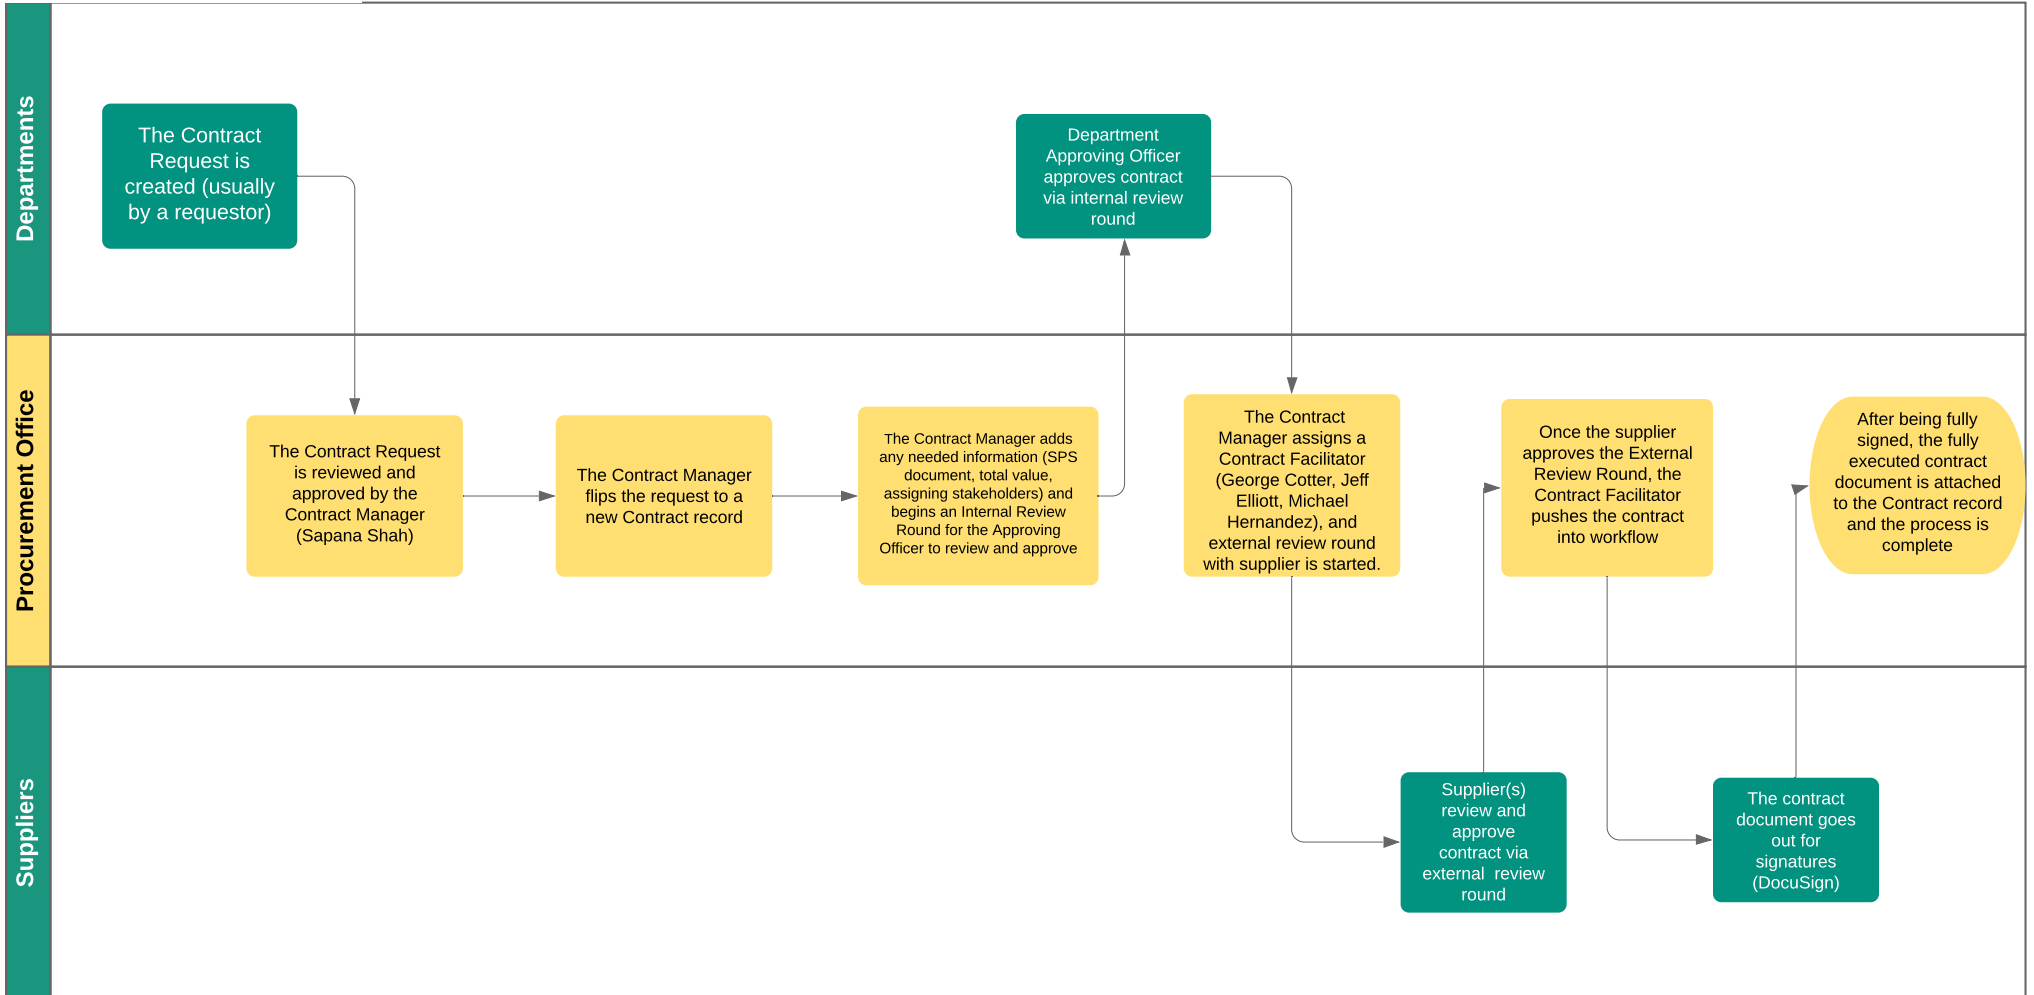 Departments
The Contract
Request is
created (usually
by a requestor)
Department
Approving Officer
approves contract
via internal review
round
Procurement Office
The Contract Request
is reviewed and
approved by the
Contract Manager
(Sapana Shah)
The Contract Manager
flips the request to a
new Contract record
The Contract Manager adds
any needed information (SPS
document, total value,
assigning stakeholders) and
begins an Internal Review
Round for the Approving
Officer to review and approve
The Contract
Manager assigns a
Contract Facilitator
(George Cotter, Jeff
Elliott, Michael
Hernandez), and
external review round
with supplier is started.
Once the supplier
approves the External
Review Round, the
Contract Facilitator
pushes the contract
into workflow
After being fully
signed, the fully
executed contract
document is attached
to the Contract record
and the process is
complete
Suppliers
Supplier(s)
review and
approve
contract via
external  review
round
The contract
document goes
out for
signatures
(DocuSign)